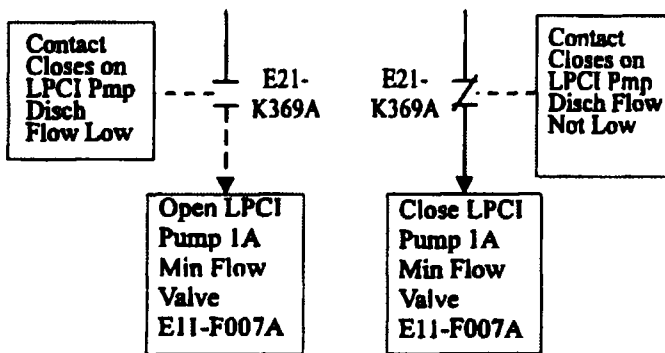 Contact
Closes on
LPCI Pmp
Disch
Flow Low
E21-
K369A
E21-
K369A
Contact
Closes on
LPCI Pmp
Disch Flow
Not Low
Open LPCI
Pump 1A
Min Flow
Valve
E11-F007A
Close LPCI
Pump 1A
Min Flow
Valve
E11-F007A